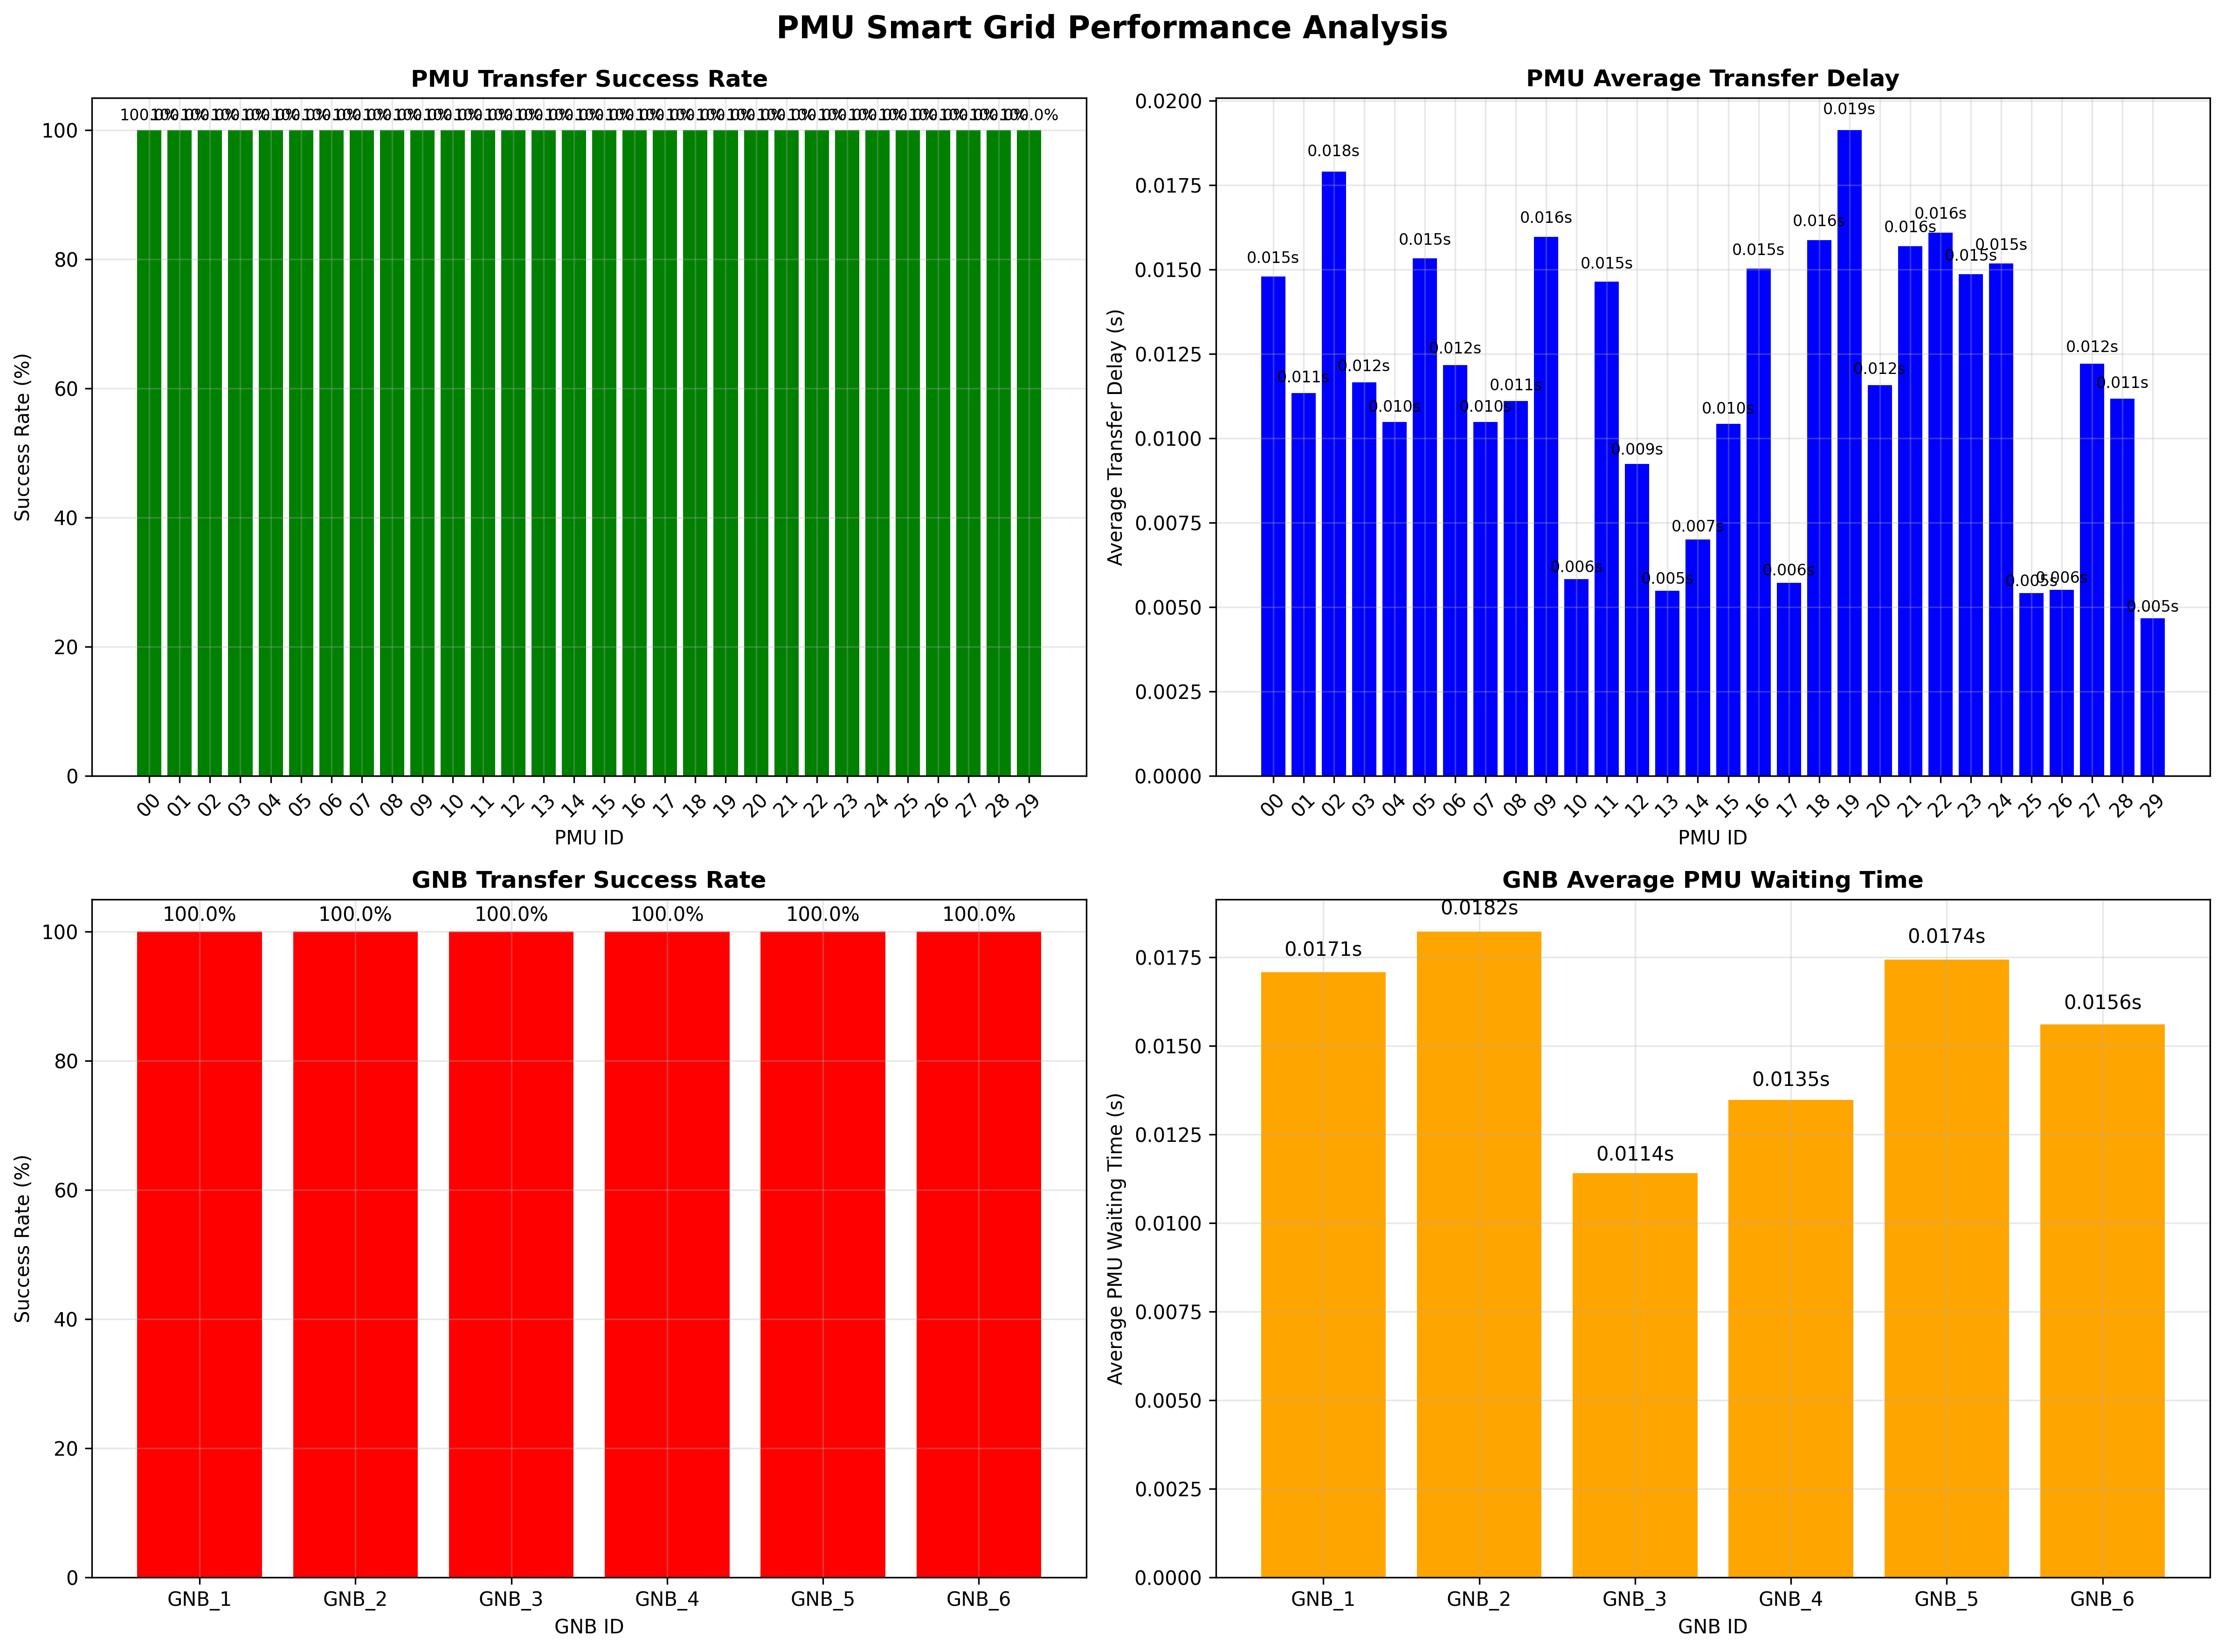 PMU Smart Grid Performance Analysis
PMU Transfer Success Rate
100.0%
Success Rate (%)
100
80
60
40
20
0
00 01 02 03 04 05 06 07 08 09 10 11 12 13 14 15 16 17 18 19 20 21 22 23 24 25 26 27 28 29
PMU ID
PMU Average Transfer Delay
Average Transfer Delay (s)
0.0200
0.0175
0.0150
0.0125
0.0100
0.0075
0.0050
0.0025
0.0000
0.015s 0.011s 0.018s 0.012s 0.010s 0.015s 0.012s 0.010s 0.011s 0.016s 0.006s 0.015s 0.009s 0.005s 0.007s 0.010s 0.015s 0.006s 0.016s 0.019s 0.012s 0.016s 0.016s 0.015s 0.015s 0.005s 0.006s 0.012s 0.011s 0.005s
00 01 02 03 04 05 06 07 08 09 10 11 12 13 14 15 16 17 18 19 20 21 22 23 24 25 26 27 28 29
PMU ID
GNB Transfer Success Rate
100.0% 100.0% 100.0% 100.0% 100.0% 100.0%
Success Rate (%)
100
80
60
40
20
0
GNB_1 GNB_2 GNB_3 GNB_4 GNB_5 GNB_6
GNB ID
GNB Average PMU Waiting Time
Average PMU Waiting Time (s)
0.0175
0.0150
0.0125
0.0100
0.0075
0.0050
0.0025
0.0000
0.0171s 0.0182s 0.0114s 0.0135s 0.0174s 0.0156s
GNB_1 GNB_2 GNB_3 GNB_4 GNB_5 GNB_6
GNB ID